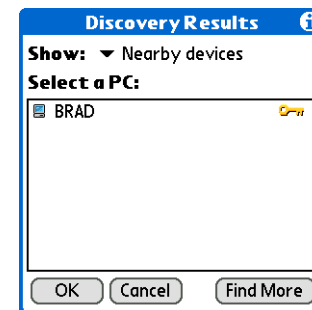 Discovery Results
Show: Nearby devices
Select a PC:
BRAD
OK Cancel Find More